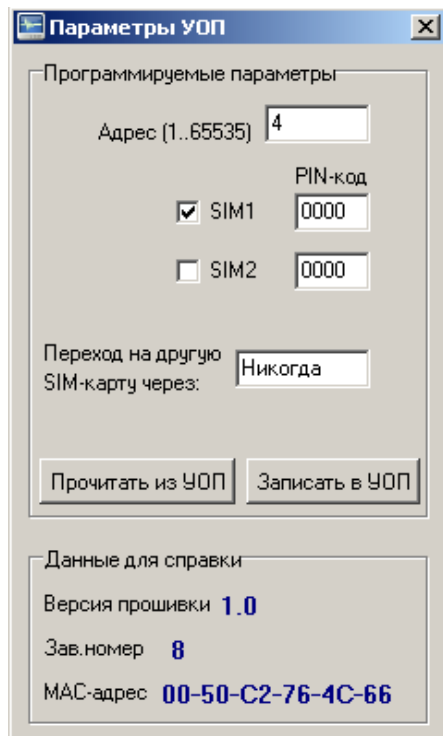 Параметры УОП
Программируемые параметры
Адрес (1..65535) 4
PIN-код
SIM1 0000
SIM2 0000
Переход на другую
SIM-карту через: Никогда
Прочитать из УОП Записать в УОП
Данные для справки
Версия прошивки 1.0
Зав.номер 8
МАС-адрес 00-50-C2-76-4C-66